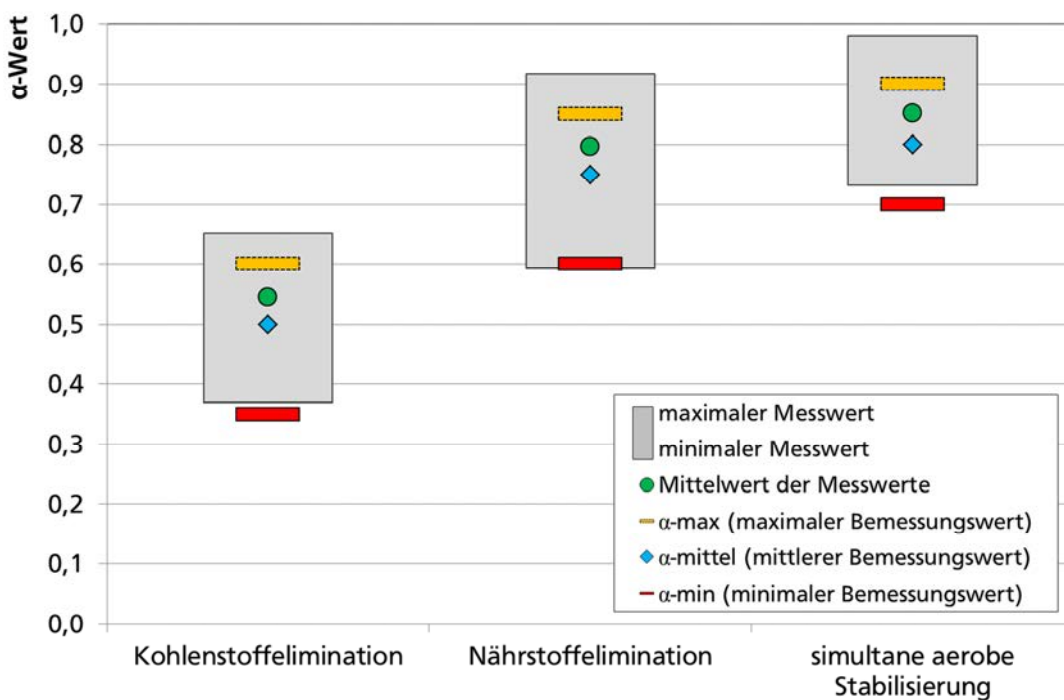 α-Wert
1,0
0,9
0,8
0,7
0,6
0,5
0,4
0,3
0,2
0,1
0,0
maximaler Messwert
minimaler Messwert
Mittelwert der Messwerte
α-max (maximaler Bemessungswert)
α-mittel (mittlerer Bemessungswert)
α-min (minimaler Bemessungswert)
Kohlenstoffelimination
Nährstoffelimination
simultane aerobe
Stabilisierung